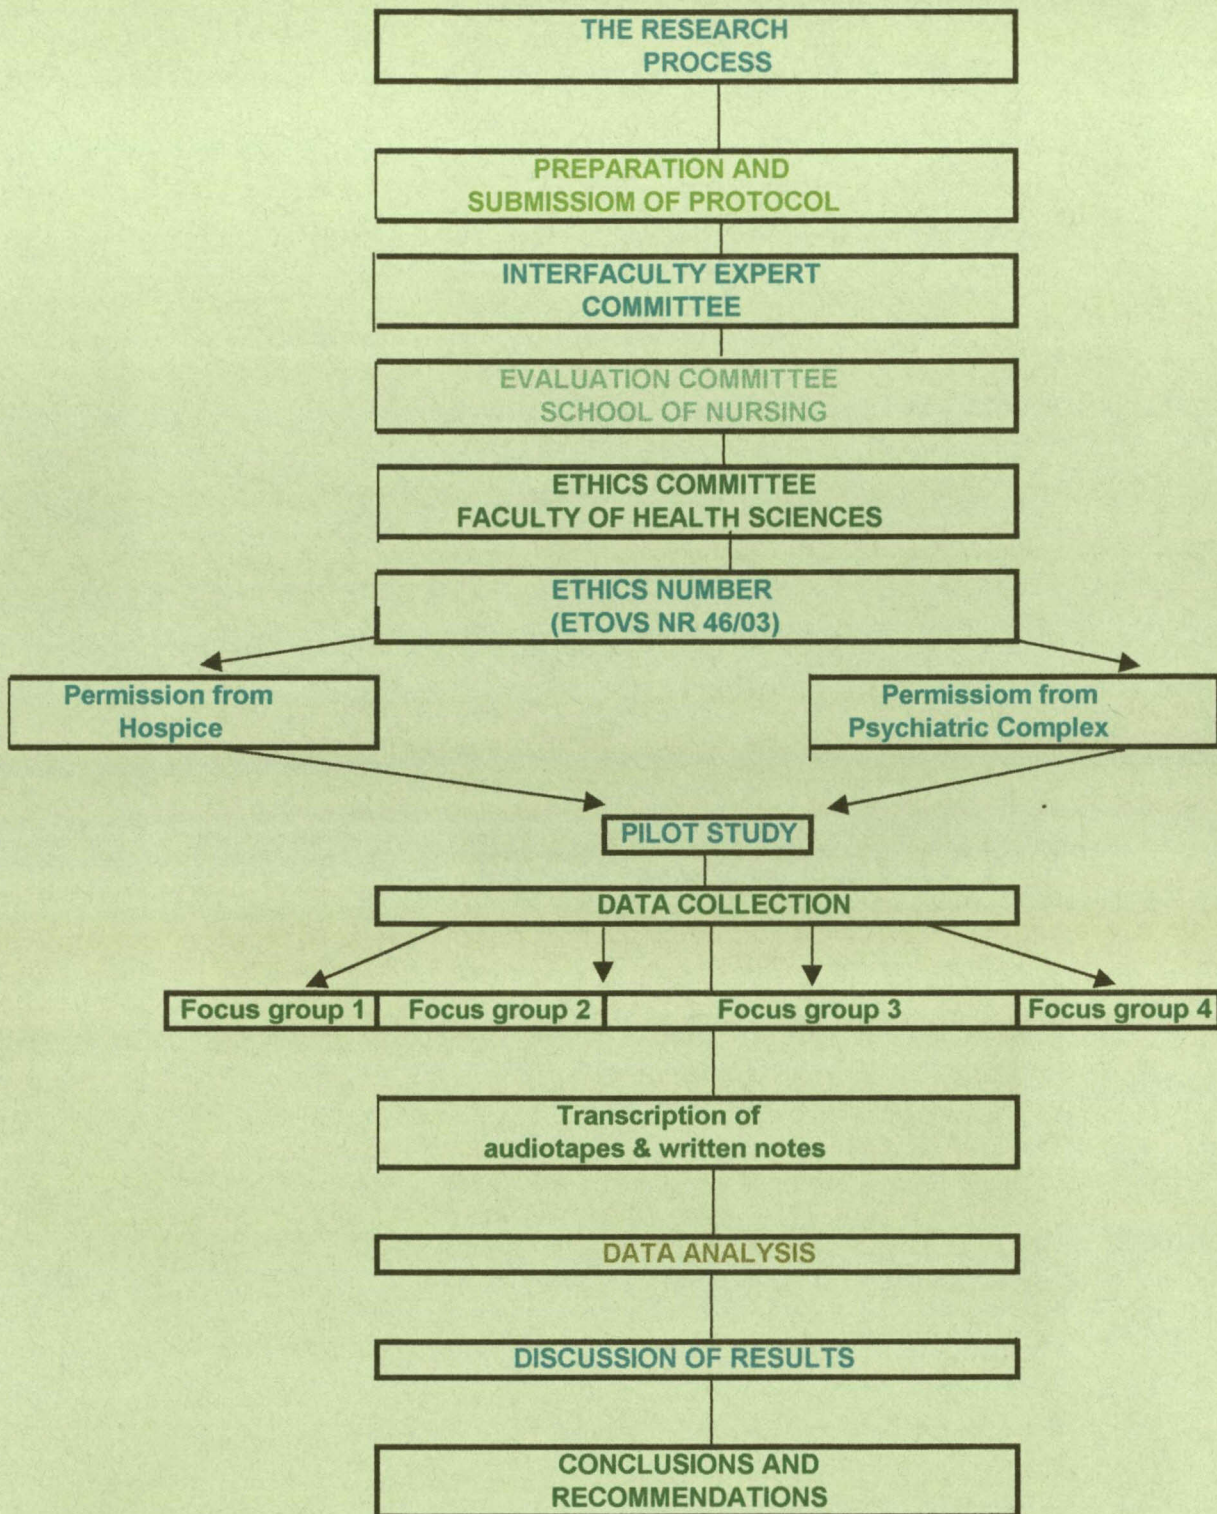 THE RESEARCH
PROCESS
PREPARATION AND
SUBMISSIOM OF PROTOCOL
INTERFACULTY EXPERT
COMMITTEE
EVALUATION COMMITTEE
SCHOOL OF NURSING
ETHICS COMMITTEE
FACULTY OF HEALTH SCIENCES
ETHICS NUMBER
(ETOVS NR 46/03)
Permission from
Hospice
Permissiom from
Psychiatric Complex
PILOT STUDY
DATA COLLECTION
Focus group 1
Focus group 2
Focus group 3
Focus group 4
Transcription of
audiotapes & written notes
DATA ANALYSIS
DISCUSSION OF RESULTS
CONCLUSIONS AND
RECOMMENDATIONS